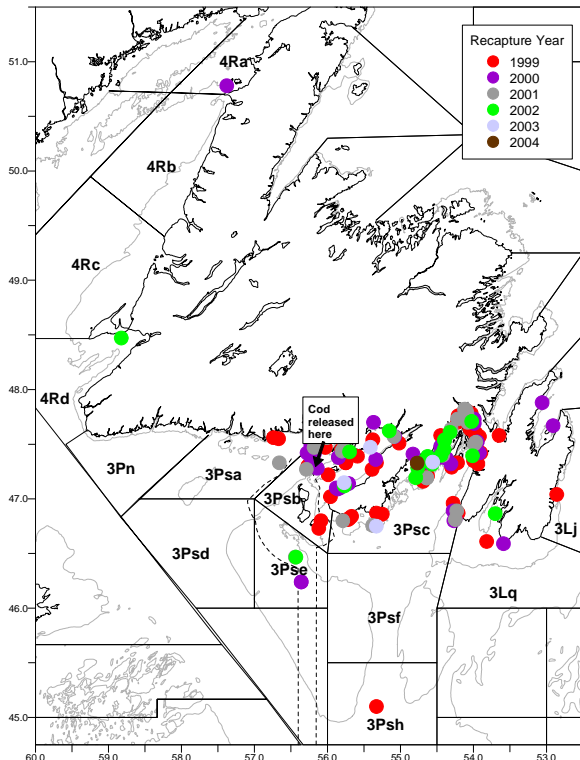 51.0
50.0
49.0
48.0
47.0
46.0
45.0
60.0 59.0 58.0 57.0 56.0 55.0 54.0 53.0
Recapture Year
1999
2000
2001
2002
2003
2004
4Ra
4Rb
4Rc
4Rd
Cod
released
here
3Pn
3Psa
3Psb
3Psc
3Lj
3Psd
3Pse
3Lq
3Psf
3Psh